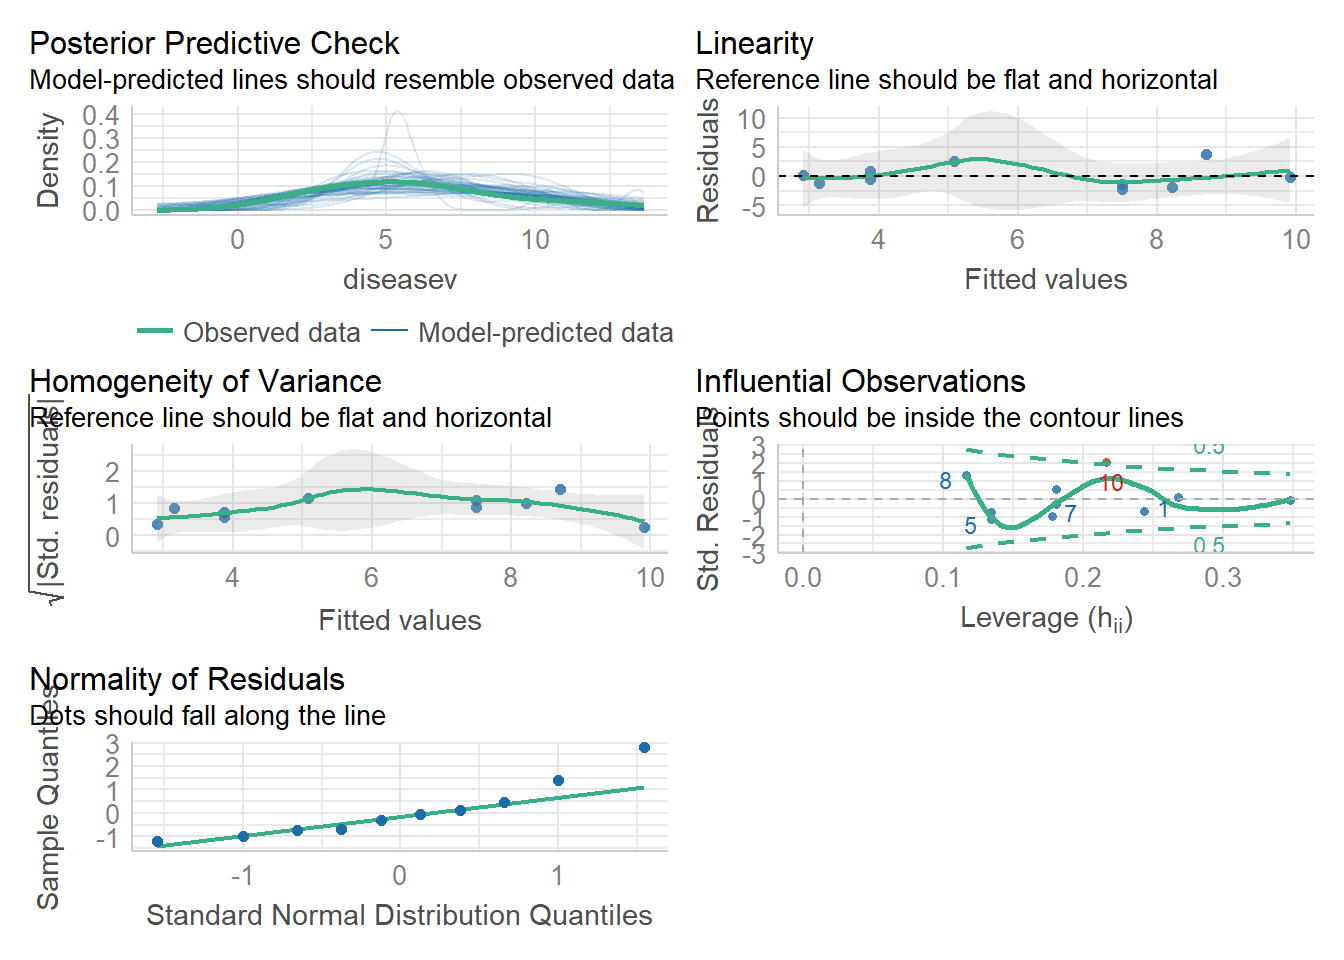 Posterior Predictive Check
Model-predicted lines should resemble observed data
Density
0.4
0.3
0.2
0.1
0.0
0 5 10
diseasev
Observed data Model-predicted data
Linearity
Reference line should be flat and horizontal
Residuals
10
5
0
-5
4 6 8 10
Fitted values
Homogeneity of Variance
Reference line should be flat and horizontal
√|Std. residuals|
2
1
0
4 6 8 10
Fitted values
Influential Observations
Points should be inside the contour lines
Std. Residuals
3
2
1
0
-1
-2
-3
0.5
8
10
5
7
1
0.5
0.0 0.1 0.2 0.3
Leverage (hii)
Normality of Residuals
Dots should fall along the line
Sample Quantiles
3
2
1
0
-1
-1 0 1
Standard Normal Distribution Quantiles